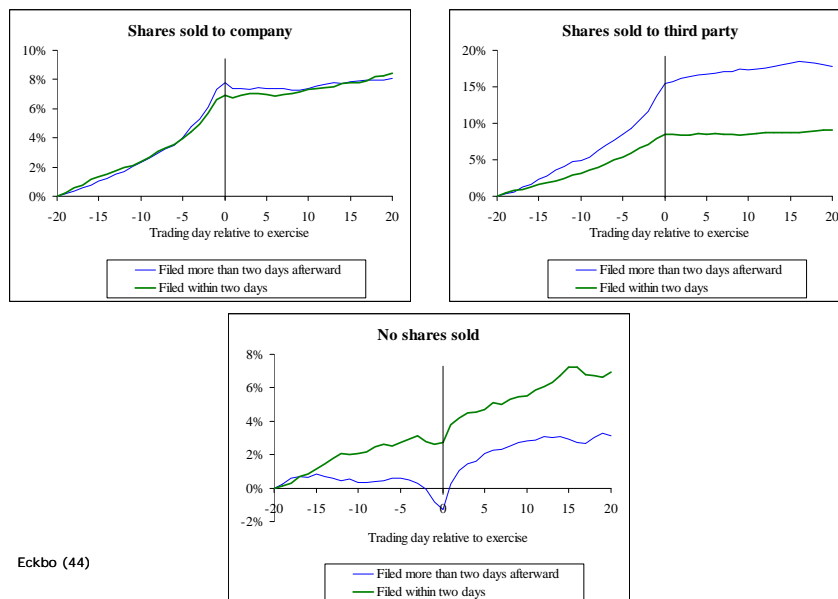 Shares sold to company
10%
8%
6%
4%
2%
0%
-20 -15 -10 -5 0 5 10 15 20
Trading day relative to exercise
Filed more than two days afterward
Filed within two days
Shares sold to third party
20%
15%
10%
5%
0%
-20 -15 -10 -5 0 5 10 15 20
Trading day relative to exercise
Filed more than two days afterward
Filed within two days
No shares sold
8%
6%
4%
2%
0%
-2%
-20 -15 -10 -5 0 5 10 15 20
Trading day relative to exercise
Filed more than two days afterward
Filed within two days
Eckbo (44)